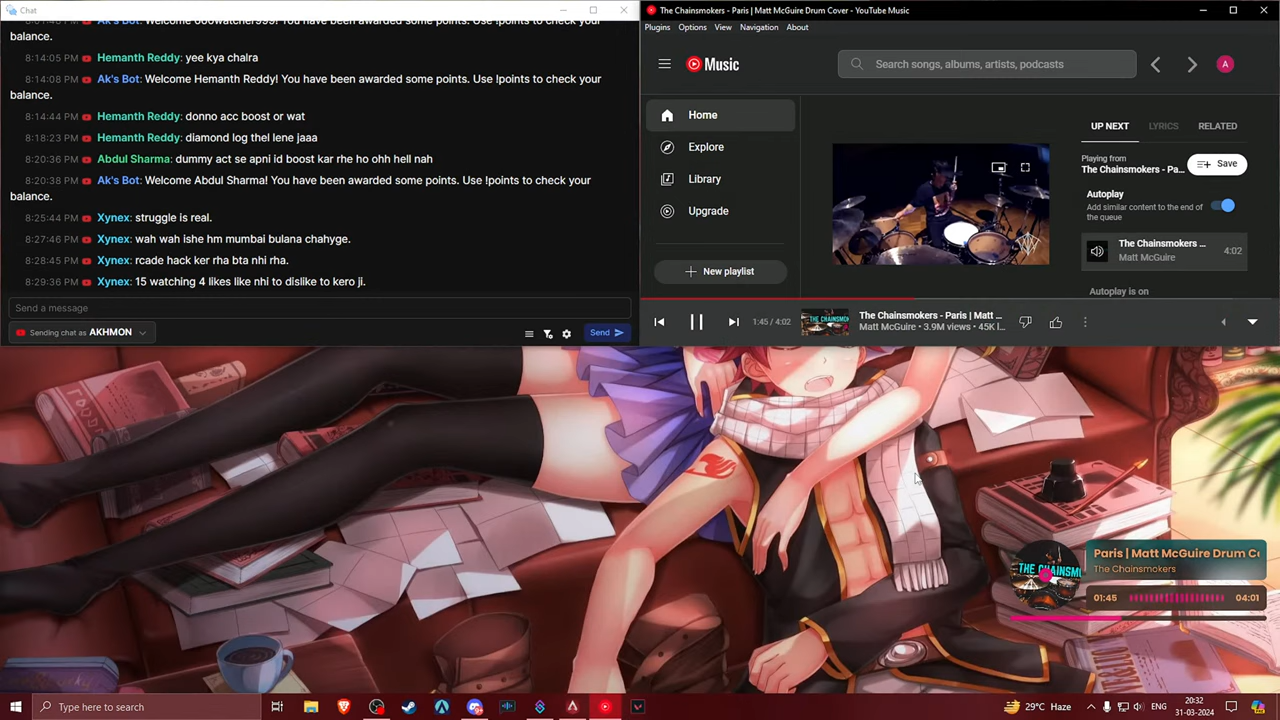 Chat
balance.
8:14:05 PM Hemanth Reddy: yee kya chalra
8:14:08 PM Ak's Bot: Welcome Hemanth Reddy! You have been awarded some points. Use !points to check your
balance.
8:14:44 PM Hemanth Reddy: donno acc boost or wat
8:18:23 PM Hemanth Reddy: diamond log thel lene jaaa
8:20:36 PM Abdul Sharma: dummy act se apni id boost kar rhe ho ohh hell nah
8:20:38 PM Ak's Bot: Welcome Abdul Sharma! You have been awarded some points. Use !points to check your
balance.
8:25:44 PM Xynex: struggle is real.
8:27:46 PM Xynex: wah wah ishe hm mumbai bulana chahyge.
8:28:45 PM Xynex: rcade hack ker rha bta nhi rha.
8:29:36 PM Xynex: 15 watching 4 likes like nhi to dislike to kero ji.
Send a message
Sending chat as AKHMON
Send
The Chainsmokers - Paris | Matt McGuire Drum Cover - YouTube Music
Plugins Options View Navigation About
Music
Search songs, albums, artists, podcasts
A
Home
Explore
Library
Upgrade
New playlist
UP NEXT LYRICS RELATED
Playing from
The Chainsmokers - Pa...
Save
Autoplay
Add similar content to the end of
the queue
The Chainsmokers ...
Matt McGuire
4:02
Autoplay is on
1:45 / 4:02
The Chainsmokers - Paris | Matt ...
Matt McGuire • 3.9M views • 45K l...
Paris | Matt McGuire Drum Co
The Chainsmokers
01:45 04:01
Type here to search
29°C Haze
ENG
20:32
31-03-2024